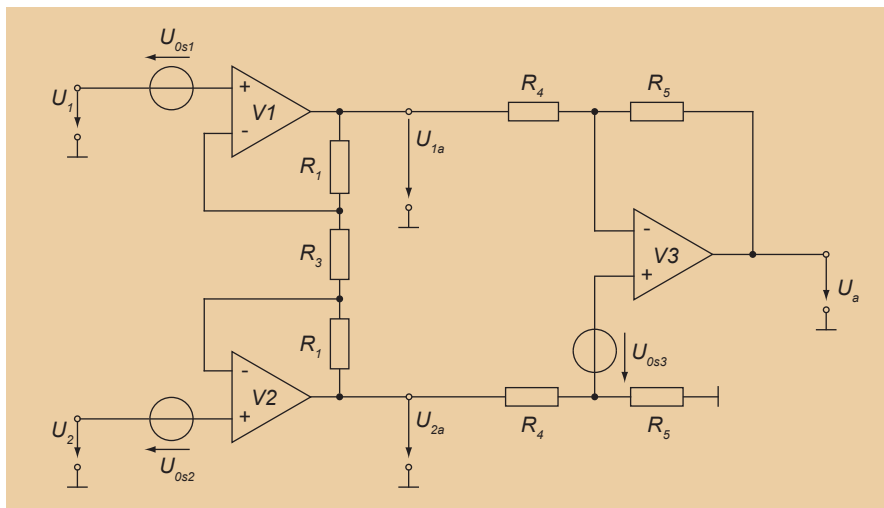 U0s1
U1
+
V1
-
R1
U1a
R4
R5
R3
-
V3
+
Ua
R1
U0s3
-
V2
+
U2
U0s2
U2a
R4
R5